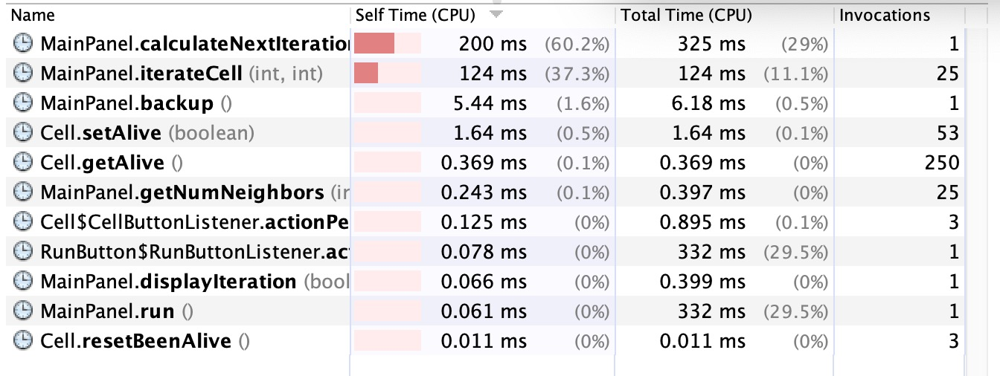 Name Self Time (CPU) Total Time (CPU) Invocations
MainPanel.calculateNextIteration 200 ms (60.2%) 325 ms (29%) 1
MainPanel.iterateCell (int, int) 124 ms (37.3%) 124 ms (11.1%) 25
MainPanel.backup () 5.44 ms (1.6%) 6.18 ms (0.5%) 1
Cell.setAlive (boolean) 1.64 ms (0.5%) 1.64 ms (0.1%) 53
Cell.getAlive () 0.369 ms (0.1%) 0.369 ms (0%) 250
MainPanel.getNumNeighbors (in 0.243 ms (0.1%) 0.397 ms (0%) 25
Cell$CellButtonListener.actionPe 0.125 ms (0%) 0.895 ms (0.1%) 3
RunButton$RunButtonListener.act 0.078 ms (0%) 332 ms (29.5%) 1
MainPanel.displayIteration (bool 0.066 ms (0%) 0.399 ms (0%) 1
MainPanel.run () 0.061 ms (0%) 332 ms (29.5%) 1
Cell.resetBeenAlive () 0.011 ms (0%) 0.011 ms (0%) 3